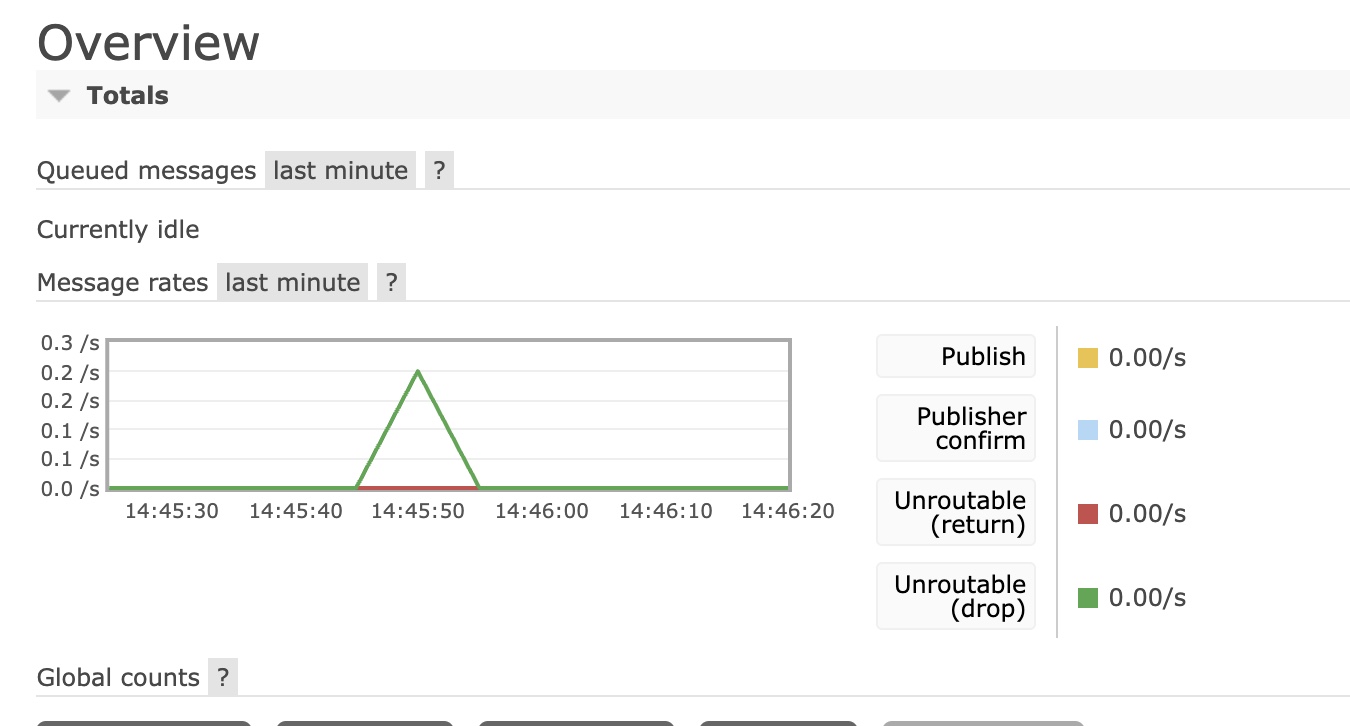 Overview
Totals
Queued messages last minute ?
Currently idle
Message rates last minute ?
0.3 /s
0.2 /s
0.2 /s
0.1 /s
0.1 /s
0.0 /s
14:45:30 14:45:40 14:45:50 14:46:00 14:46:10 14:46:20
Publish 0.00/s
Publisher
confirm 0.00/s
Unroutable
(return) 0.00/s
Unroutable
(drop) 0.00/s
Global counts ?